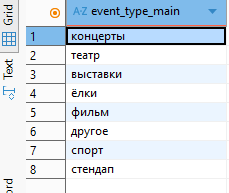 Grid
Text
ord
A-Z event_type_main
1 концерты
2 театр
3 выставки
4 ёлки
5 фильм
6 другое
7 спорт
8 стендап